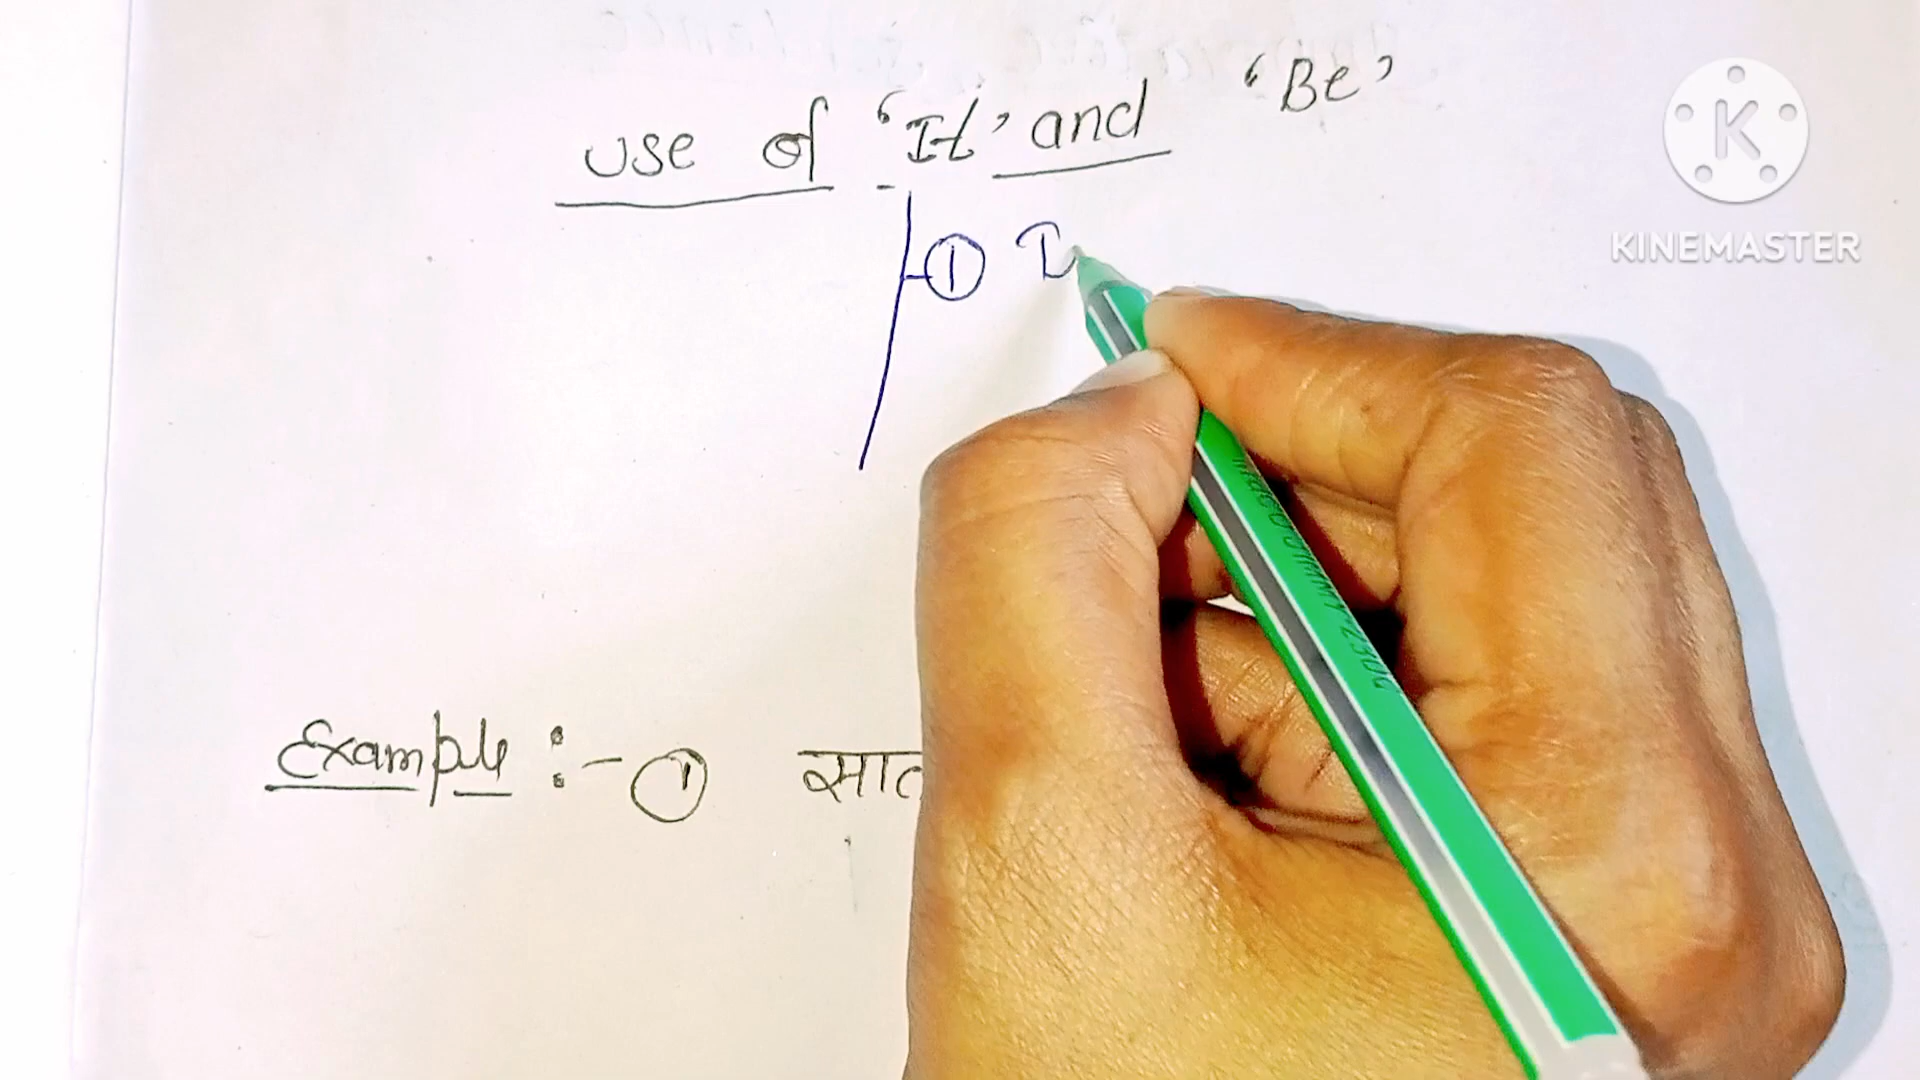 use of 'It' and 'Be'
① I
Example :- ① सात
K
KINEMASTER